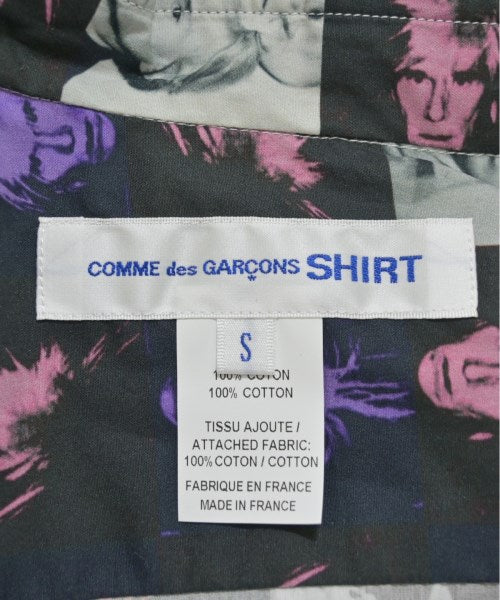 COMME des GARÇONS SHIRT
*
S
100% COTON
100% COTTON
TISSU AJOUTE /
ATTACHED FABRIC:
100% COTON / COTTON
FABRIQUE EN FRANCE
MADE IN FRANCE